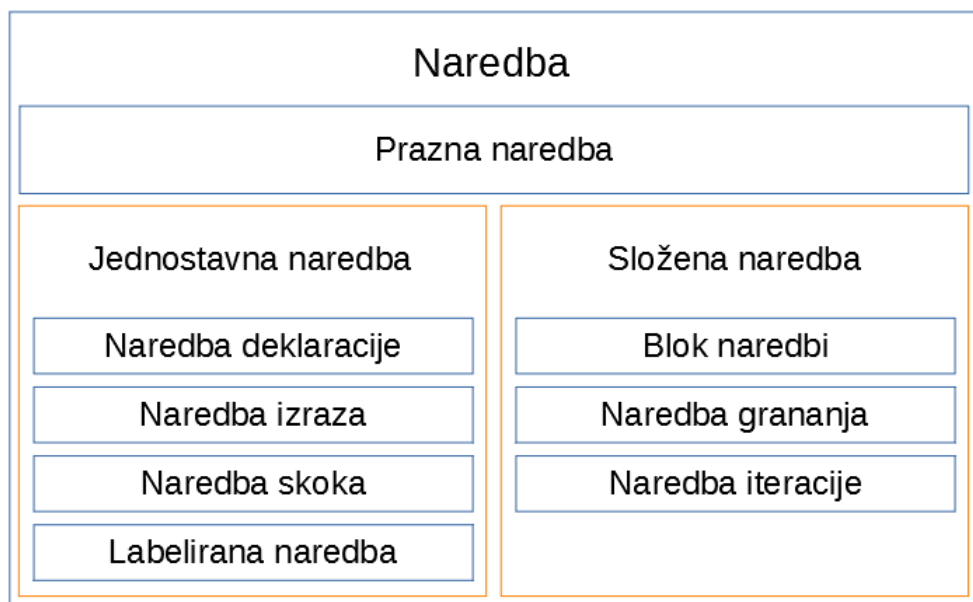 Naredba
Prazna naredba
Jednostavna naredba
Naredba deklaracije
Naredba izraza
Naredba skoka
Labelirana naredba
Složena naredba
Blok naredbi
Naredba grananja
Naredba iteracije